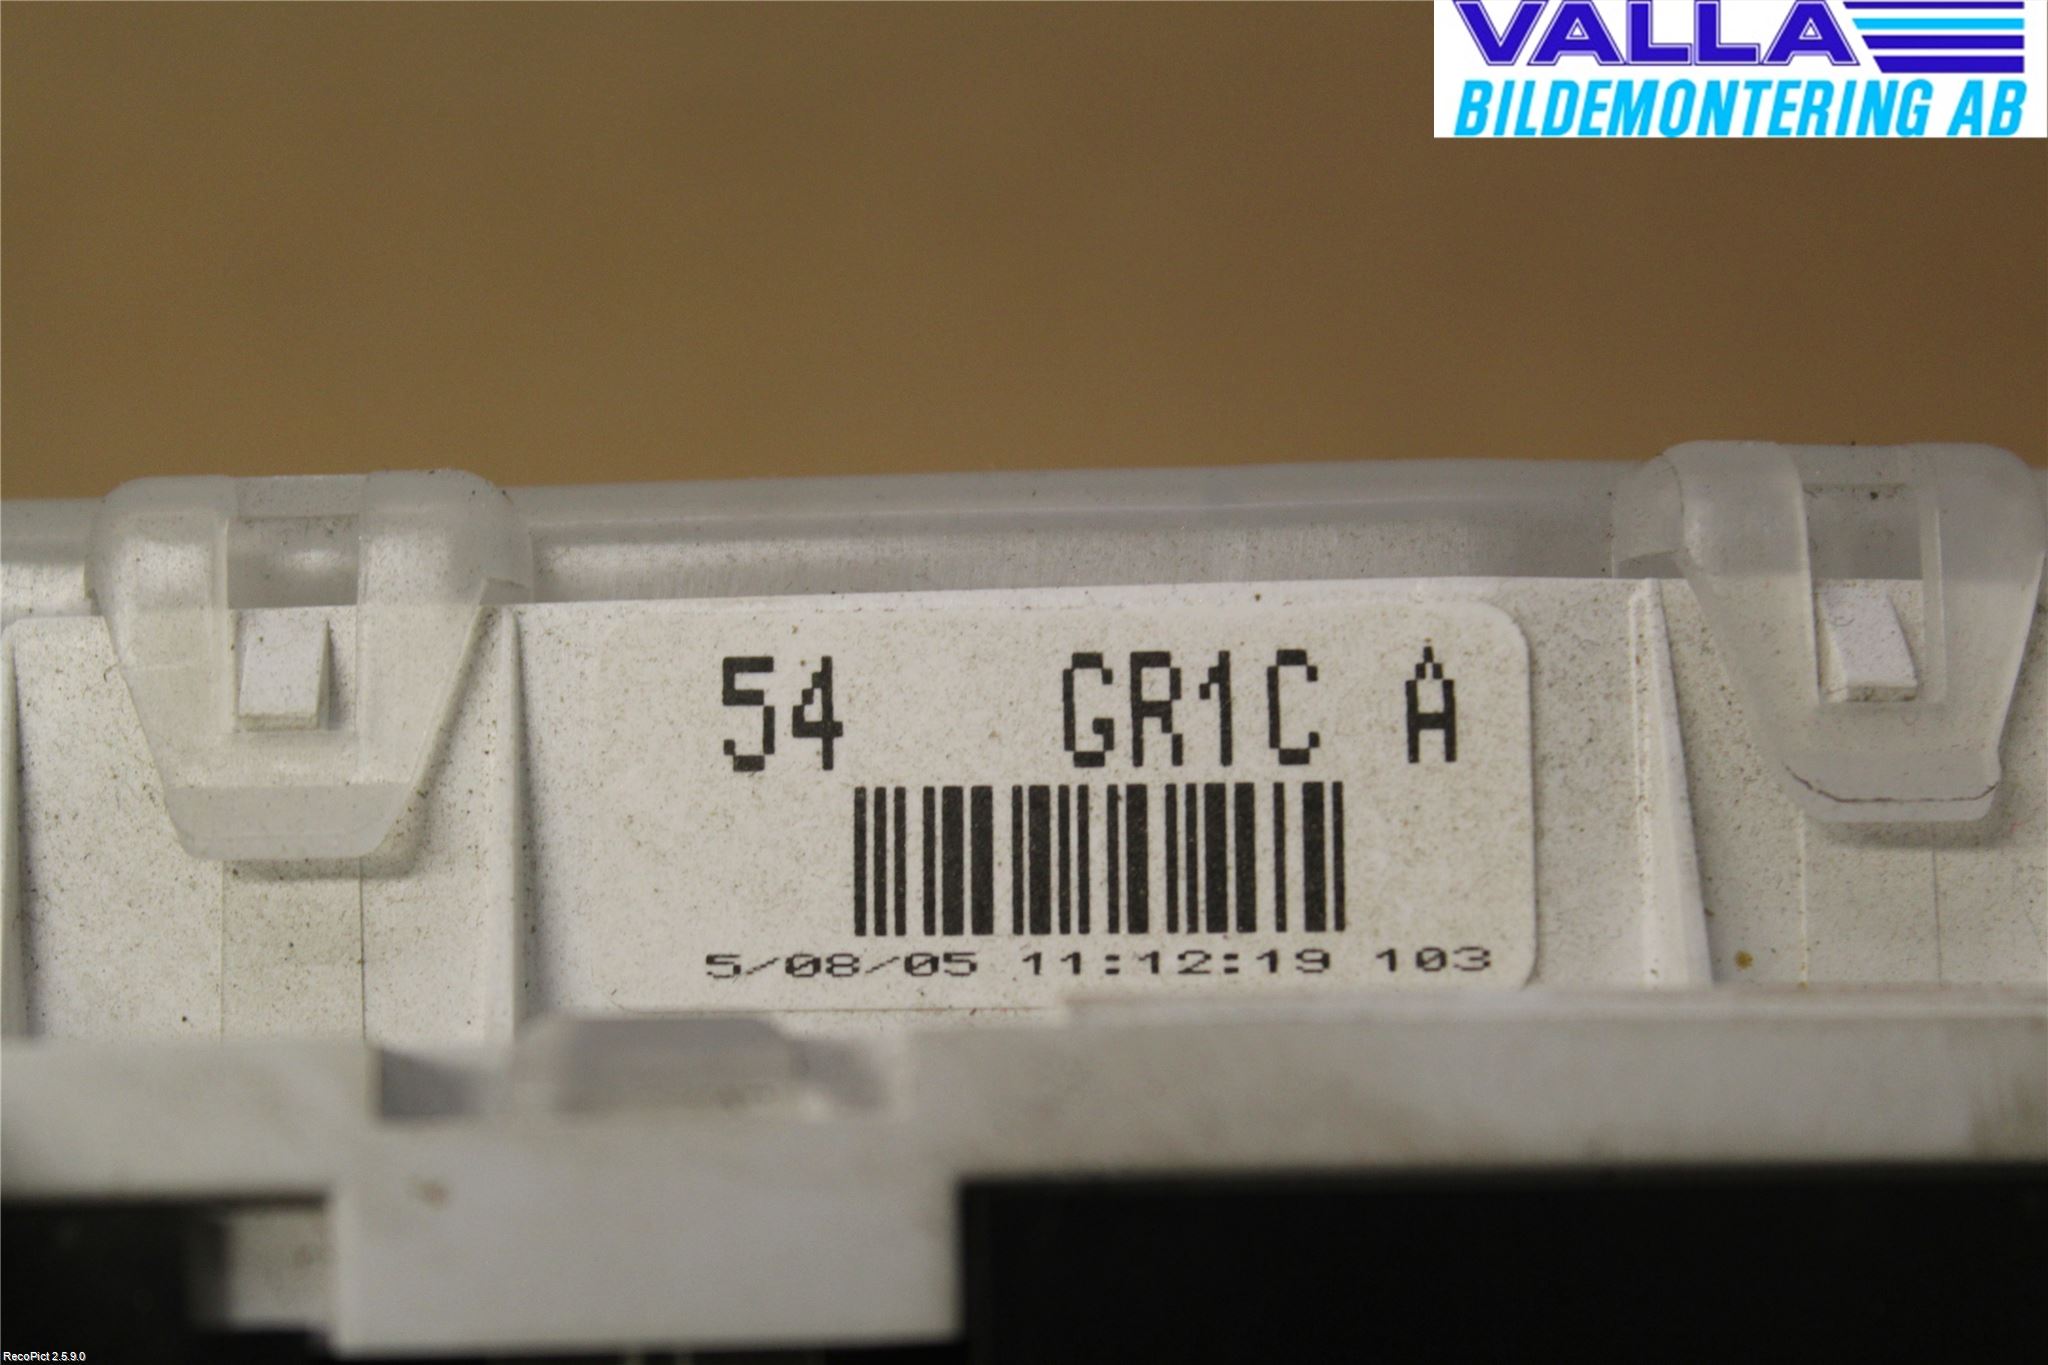 VALLA
BILDEMONTERING AB
54 GR1C A
5/08/05 11:12:19 103
RecoPict 2.5.9.0